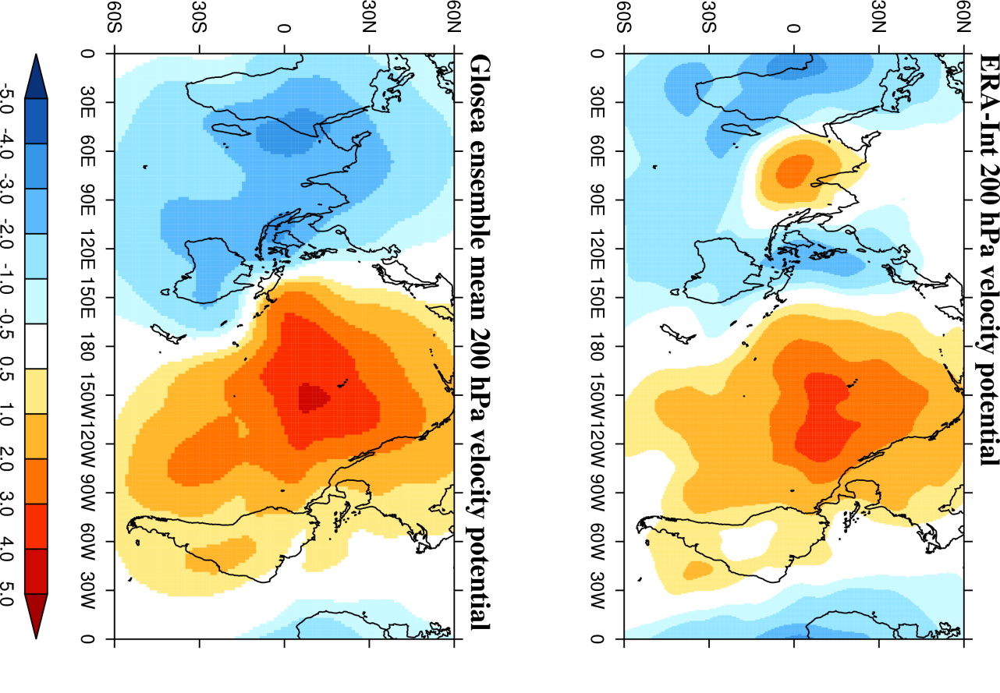 ERA-Int 200 hPa velocity potential
60N
30N
0
30S
60S
0 30E 60E 90E 120E 150E 180 150W 120W 90W 60W 30W 0
Glosea ensemble mean 200 hPa velocity potential
60N
30N
0
30S
60S
0 30E 60E 90E 120E 150E 180 150W 120W 90W 60W 30W 0
-5.0 -4.0 -3.0 -2.0 -1.0 -0.5 0.5 1.0 2.0 3.0 4.0 5.0